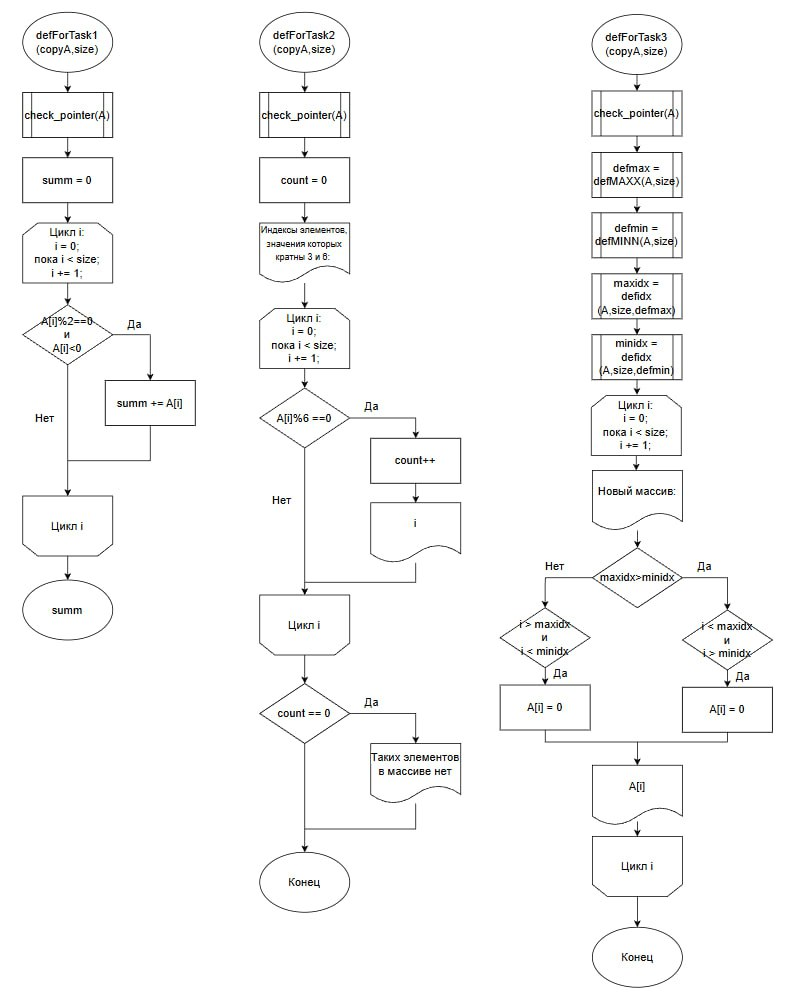 defForTask1
(copyA,size)
check_pointer(A)
summ = 0
Цикл i:
i = 0;
пока i < size;
i += 1;
A[i]%2==0
и
A[i]<0
Да
summ += A[i]
Нет
Цикл i
summ
defForTask2
(copyA,size)
check_pointer(A)
count = 0
Индексы элементов,
значения которых
кратны 3 и 6:
Цикл i:
i = 0;
пока i < size;
i += 1;
A[i]%6 ==0
Да
count++
Нет
i
Цикл i
count == 0
Да
Таких элементов
в массиве нет
Конец
defForTask3
(copyA,size)
check_pointer(A)
defmax =
defMAXX(A,size)
defmin =
defMINN(A,size)
maxidx =
defidx
(A,size,defmax)
minidx =
defidx
(A,size,defmin)
Цикл i:
i = 0;
пока i < size;
i += 1;
Новый массив:
Нет
maxidx>minidx
Да
i > maxidx
и
i < minidx
Да
A[i] = 0
i < maxidx
и
i > minidx
Да
A[i] = 0
A[i]
Цикл i
Конец